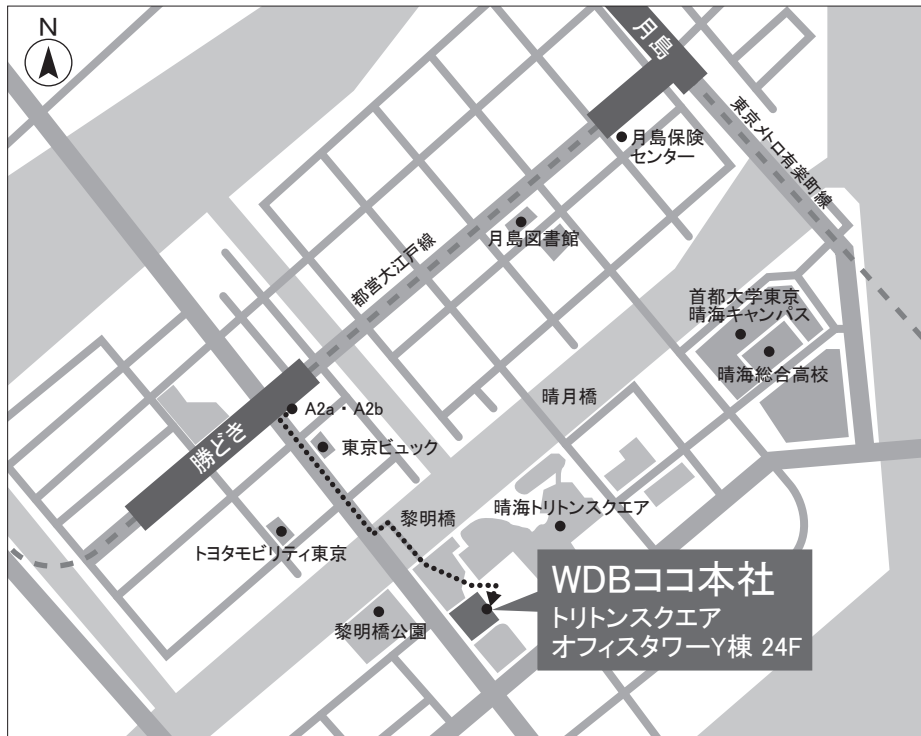 N
月島
月島保険
センター
東京メトロ有楽町線
月島図書館
都営大江戸線
首都大学東京
晴海キャンパス
晴海総合高校
晴月橋
A2a・A2b
勝どき
東京ビュック
晴海トリトンスクエア
黎明橋
トヨタモビリティ東京
WDBココ本社
トリトンスクエア
オフィスタワーY棟 24F
黎明橋公園